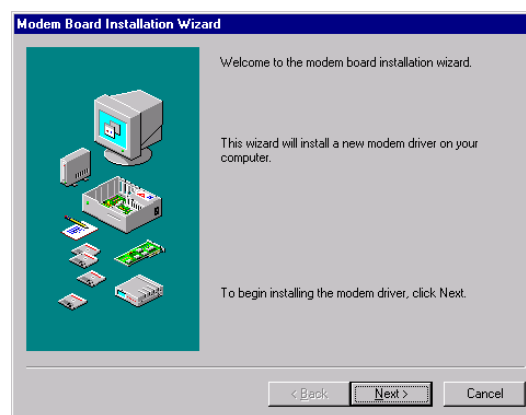 Modem Board Installation Wizard
Welcome to the modem board installation wizard.
This wizard will install a new modem driver on your
computer.
To begin installing the modem driver, click Next.
< Back
Next >
Cancel